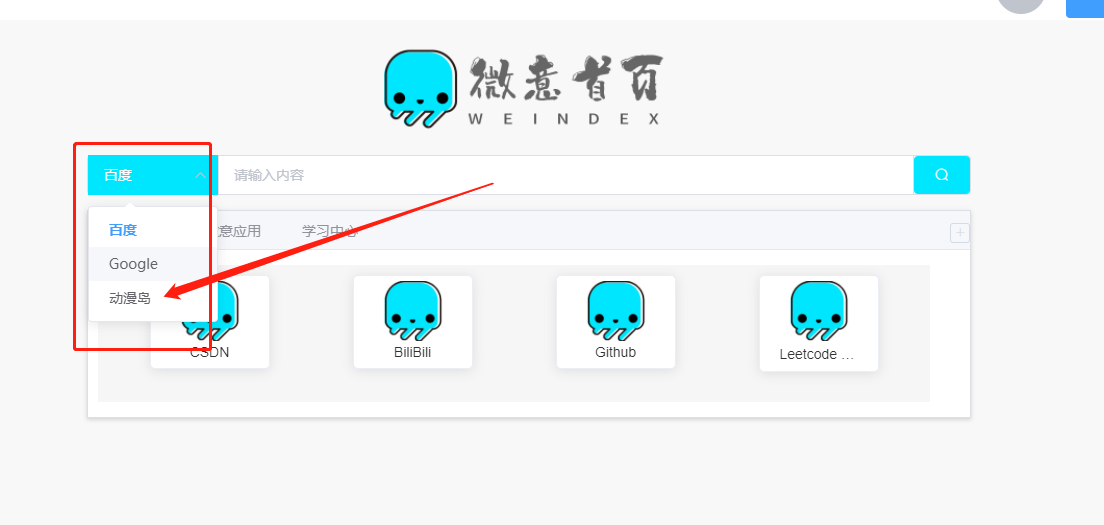 微意首页
WEINDEX
百度
请输入内容
百度
意应用
学习中心
Google
动漫岛
CSDN
BiliBili
Github
Leetcode ...